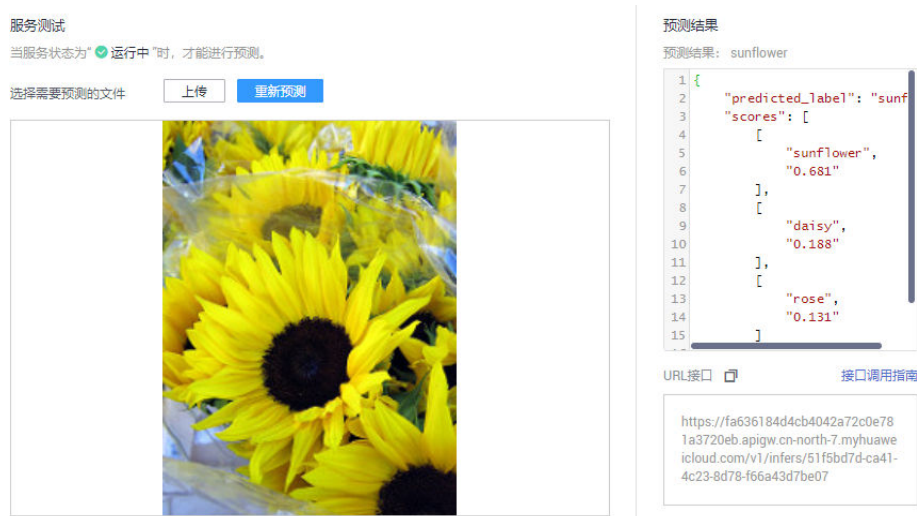 服务测试
当服务状态为“ 运行中 ”时，才能进行预测。
选择需要预测的文件
上传
重新预测
预测结果
预测结果： sunflower
1 {
2 "predicted_label": "sunf
3 "scores": [
4 [
5 "sunflower",
6 "0.681"
7 ],
8 [
9 "daisy",
10 "0.188"
11 ],
12 [
13 "rose",
14 "0.131"
15 ]
URL接口
接口调用指南
https://fa636184d4cb4042a72c0e78
1a3720eb.apigw.cn-north-7.myhuawe
icloud.com/v1/infers/51f5bd7d-ca41-
4c23-8d78-f66a43d7be07